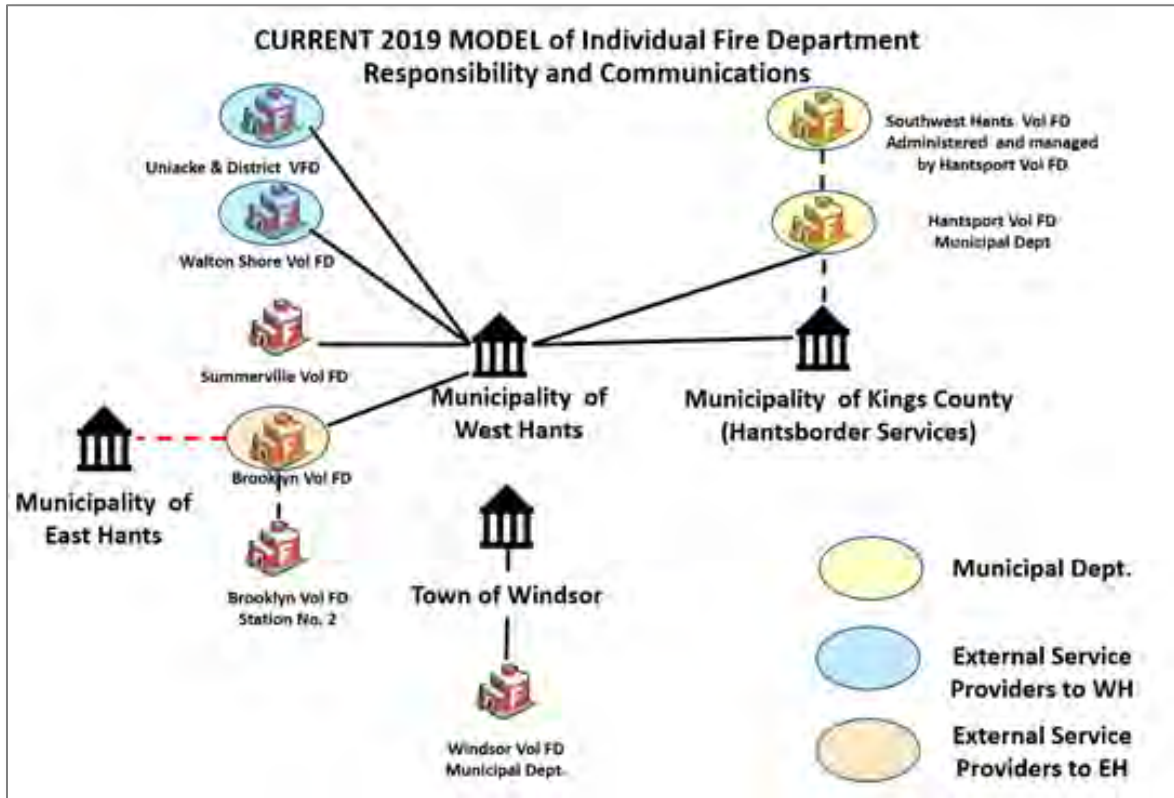 CURRENT 2019 MODEL of Individual Fire Department
Responsibility and Communications
Uniacke & District VFD
Walton Shore Vol FD
Summerville Vol FD
Brooklyn Vol FD
Brooklyn Vol FD
Station No. 2
Municipality of
East Hants
Municipality of
West Hants
Town of Windsor
Windsor Vol FD
Municipal Dept.
Southwest Hants Vol FD
Administered and managed
by Hantsport Vol FD
Hantsport Vol FD
Municipal Dept
Municipality of Kings County
(Hantsborder Services)
Municipal Dept.
External Service
Providers to WH
External Service
Providers to EH
F
F
F
F
F
F
F
F